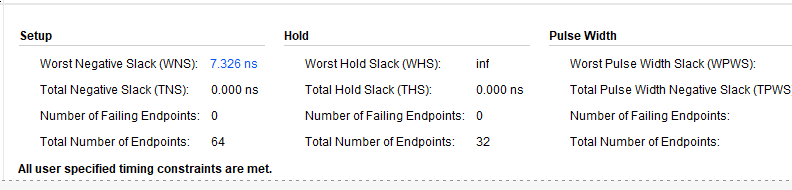 Setup Hold Pulse Width
Worst Negative Slack (WNS): 7.326 ns Worst Hold Slack (WHS): inf Worst Pulse Width Slack (WPWS):
Total Negative Slack (TNS): 0.000 ns Total Hold Slack (THS): 0.000 ns Total Pulse Width Negative Slack (TPWS
Number of Failing Endpoints: 0 Number of Failing Endpoints: 0 Number of Failing Endpoints:
Total Number of Endpoints: 64 Total Number of Endpoints: 32 Total Number of Endpoints:
All user specified timing constraints are met.